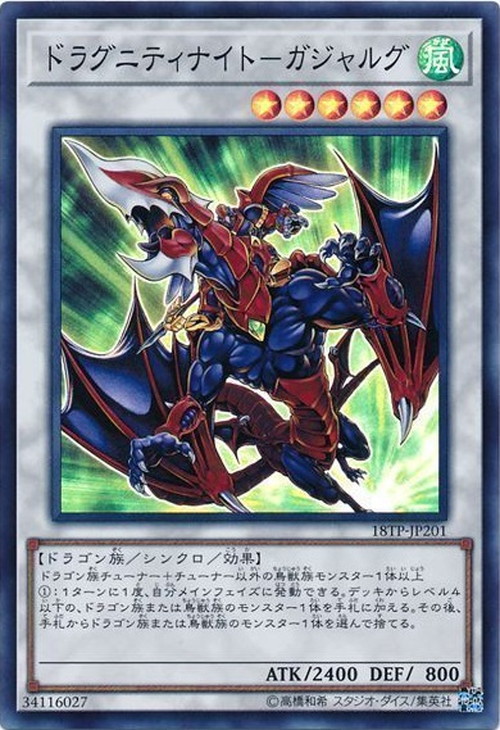 ドラグニティナイト－ガジャルグ
風
18TP-JP201
【ドラゴン族／シンクロ／効果】
ドラゴン族チューナー＋チューナー以外の鳥獣族モンスター1体以上
①：1ターンに1度、自分メインフェイズに発動できる。デッキからレベル4
以下の、ドラゴン族または鳥獣族のモンスター1体を手札に加える。その後、
手札からドラゴン族または鳥獣族のモンスター1体を選んで捨てる。
ATK/2400 DEF/ 800
34116027
©高橋和希 スタジオ・ダイス/集英社